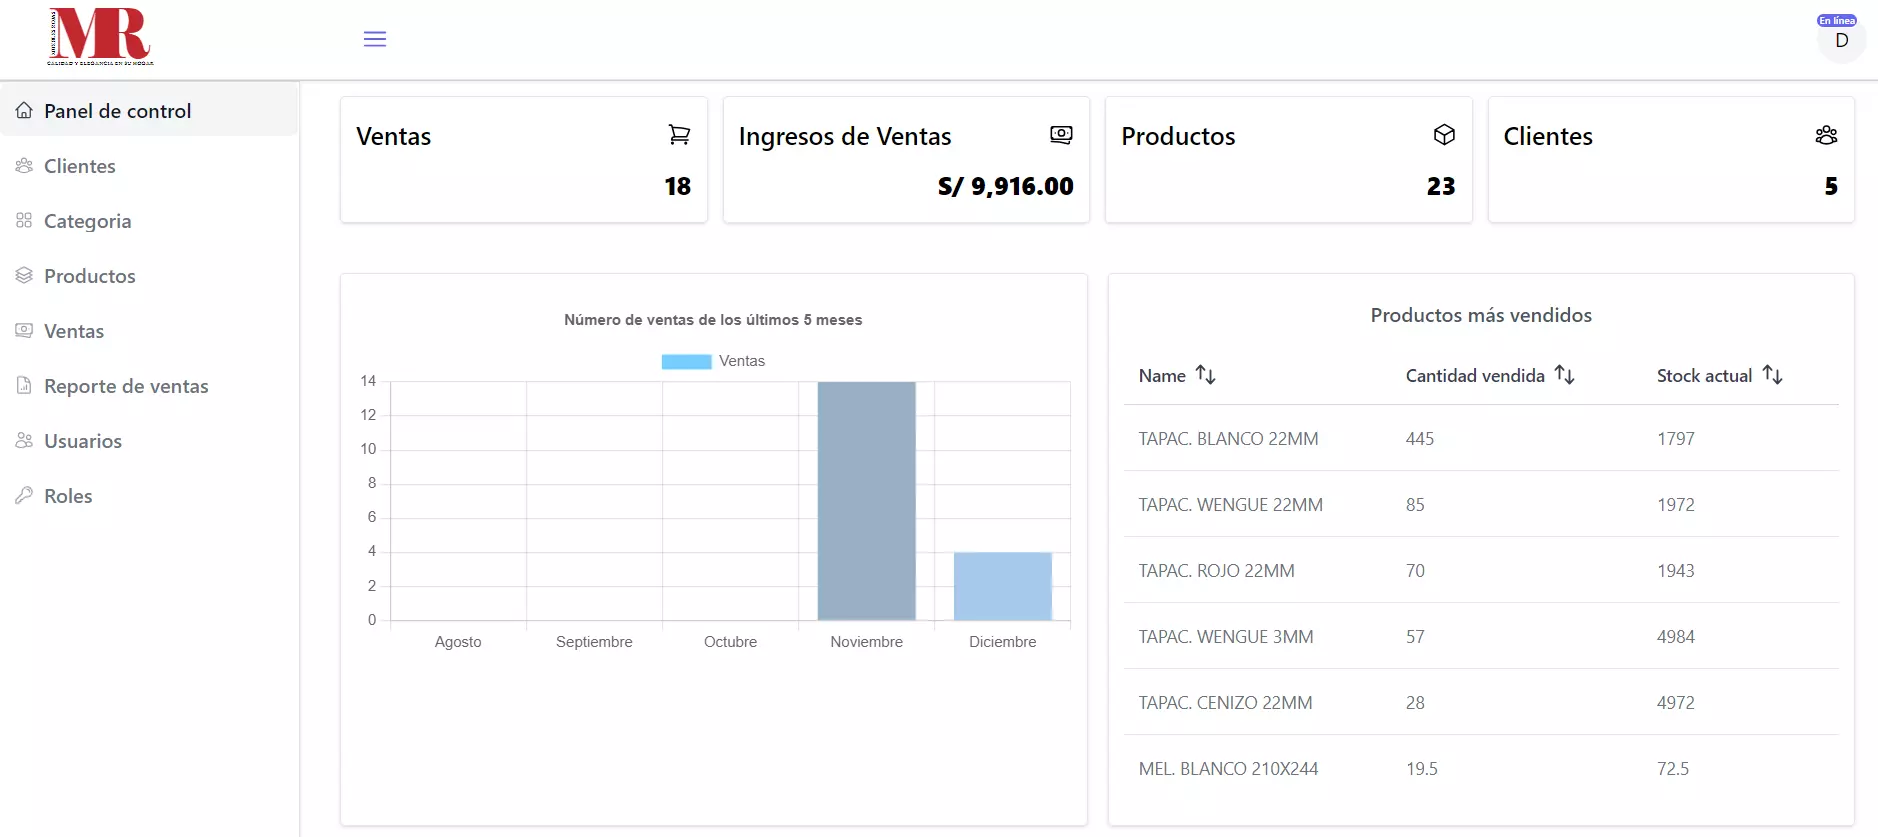 MR
CALIDAD Y ELEGANCIA EN SU HOGAR
En línea
D
Panel de control
Clientes
Categoria
Productos
Ventas
Reporte de ventas
Usuarios
Roles
Ventas
18
Ingresos de Ventas
S/ 9,916.00
Productos
23
Clientes
5
Número de ventas de los últimos 5 meses
Ventas
14
12
10
8
6
4
2
0
Agosto Septiembre Octubre Noviembre Diciembre
Productos más vendidos
Name Cantidad vendida Stock actual
TAPAC. BLANCO 22MM 445 1797
TAPAC. WENGUE 22MM 85 1972
TAPAC. ROJO 22MM 70 1943
TAPAC. WENGUE 3MM 57 4984
TAPAC. CENIZO 22MM 28 4972
MEL. BLANCO 210X244 19.5 72.5